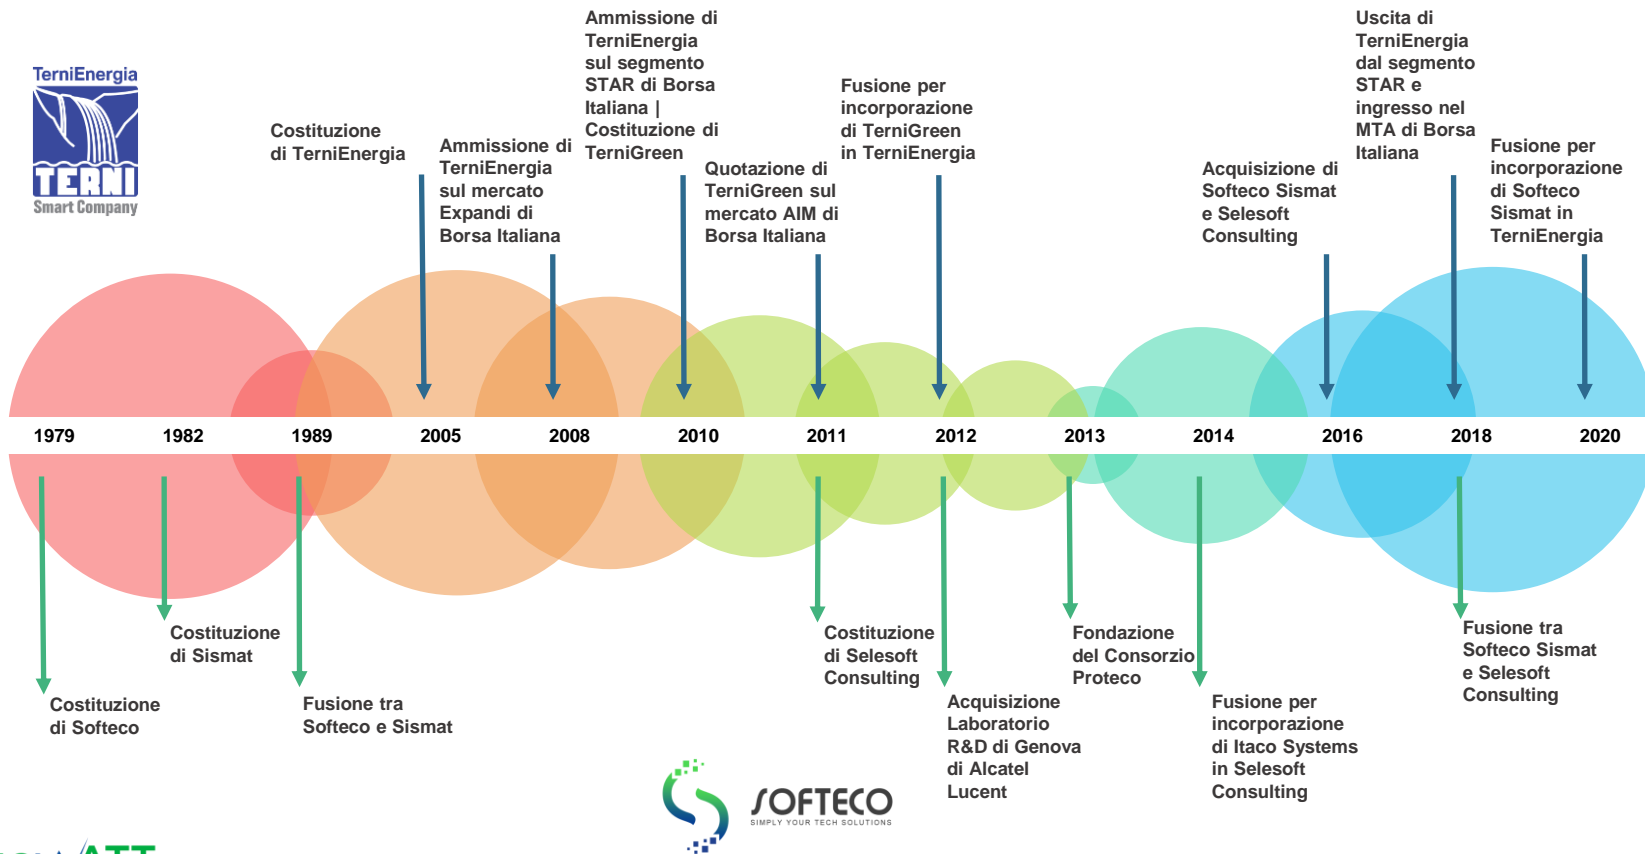 TerniEnergia
TERNI
Smart Company
Costituzione
di TerniEnergia
Ammissione di
TerniEnergia
sul mercato
Expandi di
Borsa Italiana
Ammissione di
TerniEnergia
sul segmento
STAR di Borsa
Italiana |
Costituzione di
TerniGreen
Quotazione di
TerniGreen sul
mercato AIM di
Borsa Italiana
Fusione per
incorporazione
di TerniGreen
in TerniEnergia
Acquisizione di
Softeco Sismat
e Selesoft
Consulting
Uscita di
TerniEnergia
dal segmento
STAR e
ingresso nel
MTA di Borsa
Italiana
Fusione per
incorporazione
di Softeco
Sismat in
TerniEnergia
1979 1982 1989 2005 2008 2010 2011 2012 2013 2014 2016 2018 2020
Costituzione
di Softeco
Costituzione
di Sismat
Fusione tra
Softeco e Sismat
Costituzione
di Selesoft
Consulting
Acquisizione
Laboratorio
R&D di Genova
di Alcatel
Lucent
Fondazione
del Consorzio
Proteco
Fusione per
incorporazione
di Itaco Systems
in Selesoft
Consulting
Fusione tra
Softeco Sismat
e Selesoft
Consulting
SOFTECO
SIMPLY YOUR TECH SOLUTIONS